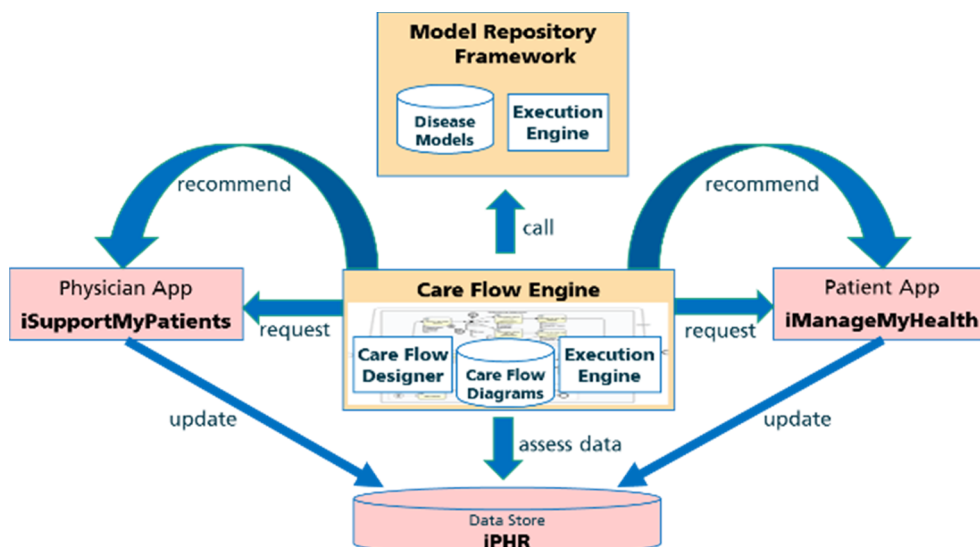 Model Repository
Framework
Disease
Models
Execution
Engine
recommend
recommend
call
Physician App
iSupportMyPatients
request
Care Flow Engine
Care Flow
Designer
Care Flow
Diagrams
Execution
Engine
request
Patient App
iManageMyHealth
update
assess data
update
Data Store
iPHR